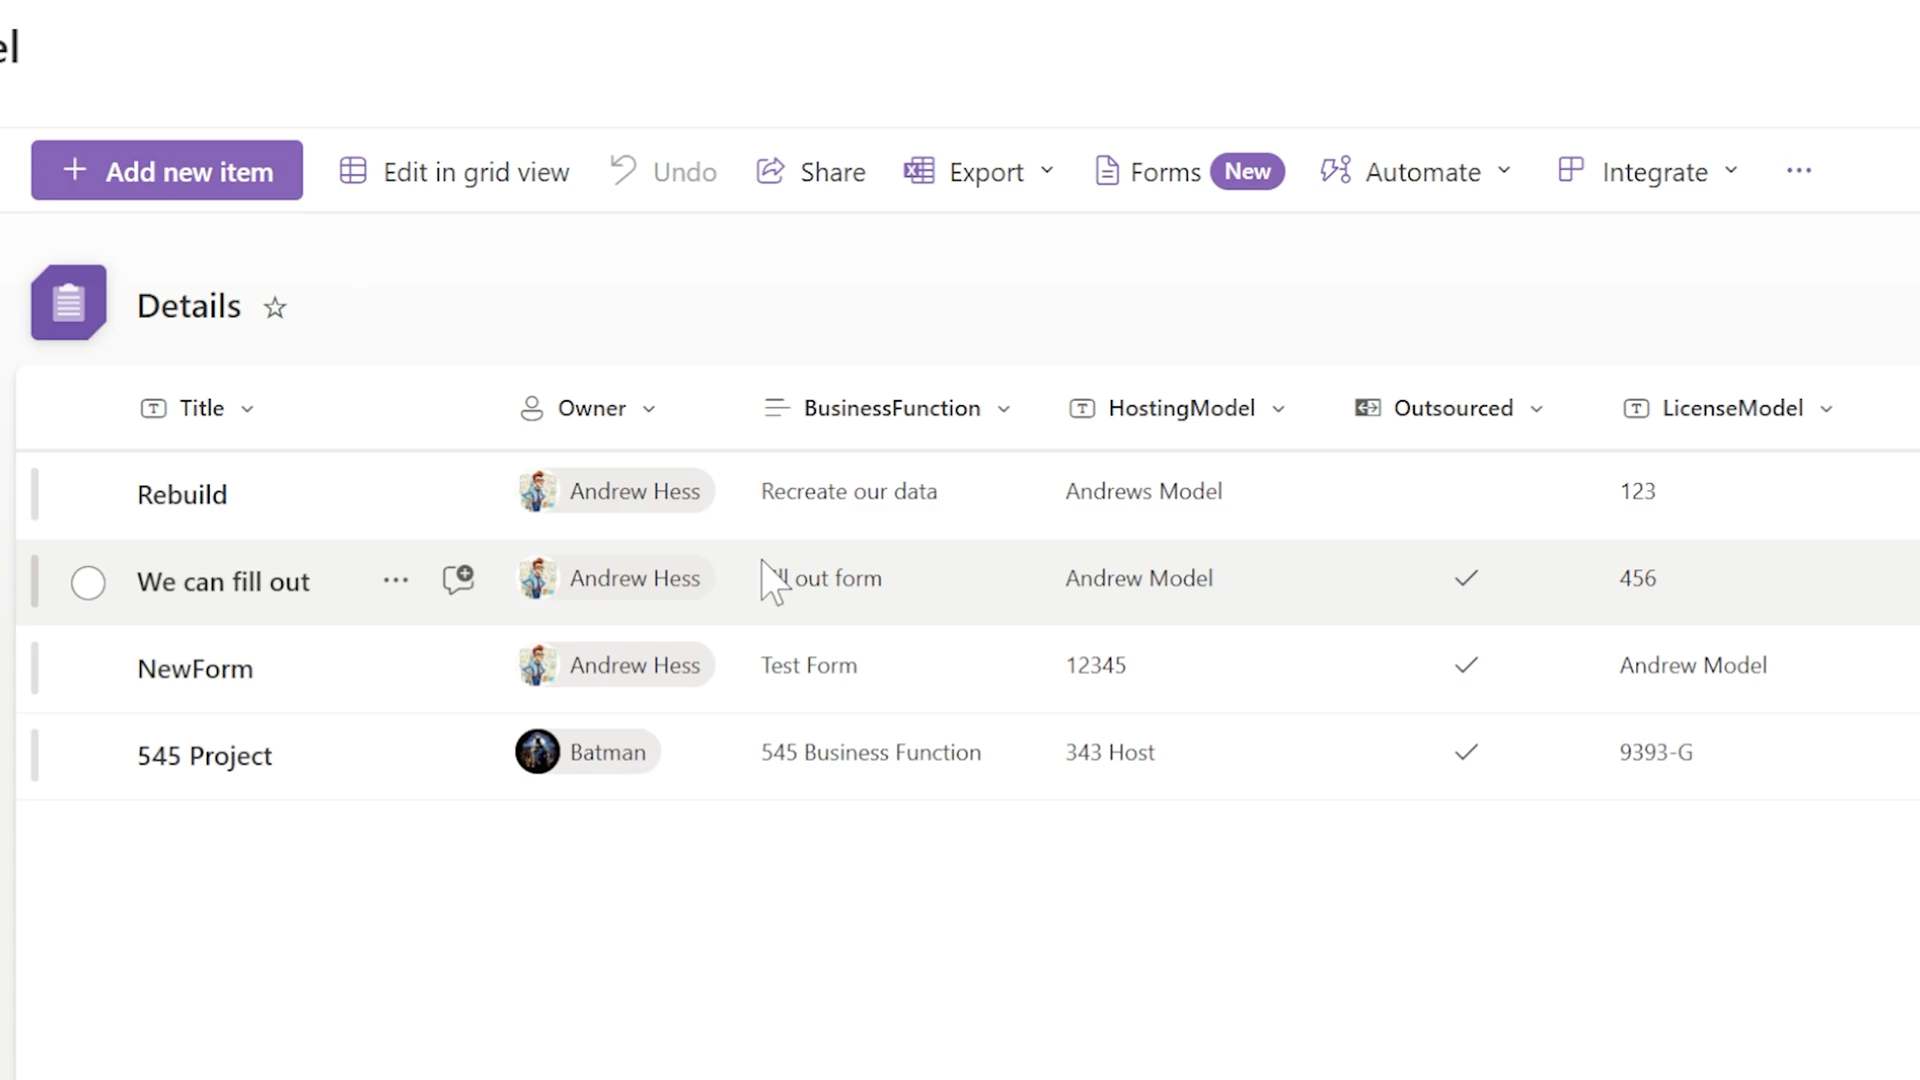 el
Add new item Edit in grid view Undo Share Export Forms New Automate Integrate
Details
Title Owner BusinessFunction HostingModel Outsourced LicenseModel
Rebuild Andrew Hess Recreate our data Andrews Model 123
We can fill out Andrew Hess out form Andrew Model 456
NewForm Andrew Hess Test Form 12345 Andrew Model
545 Project Batman 545 Business Function 343 Host 9393-G